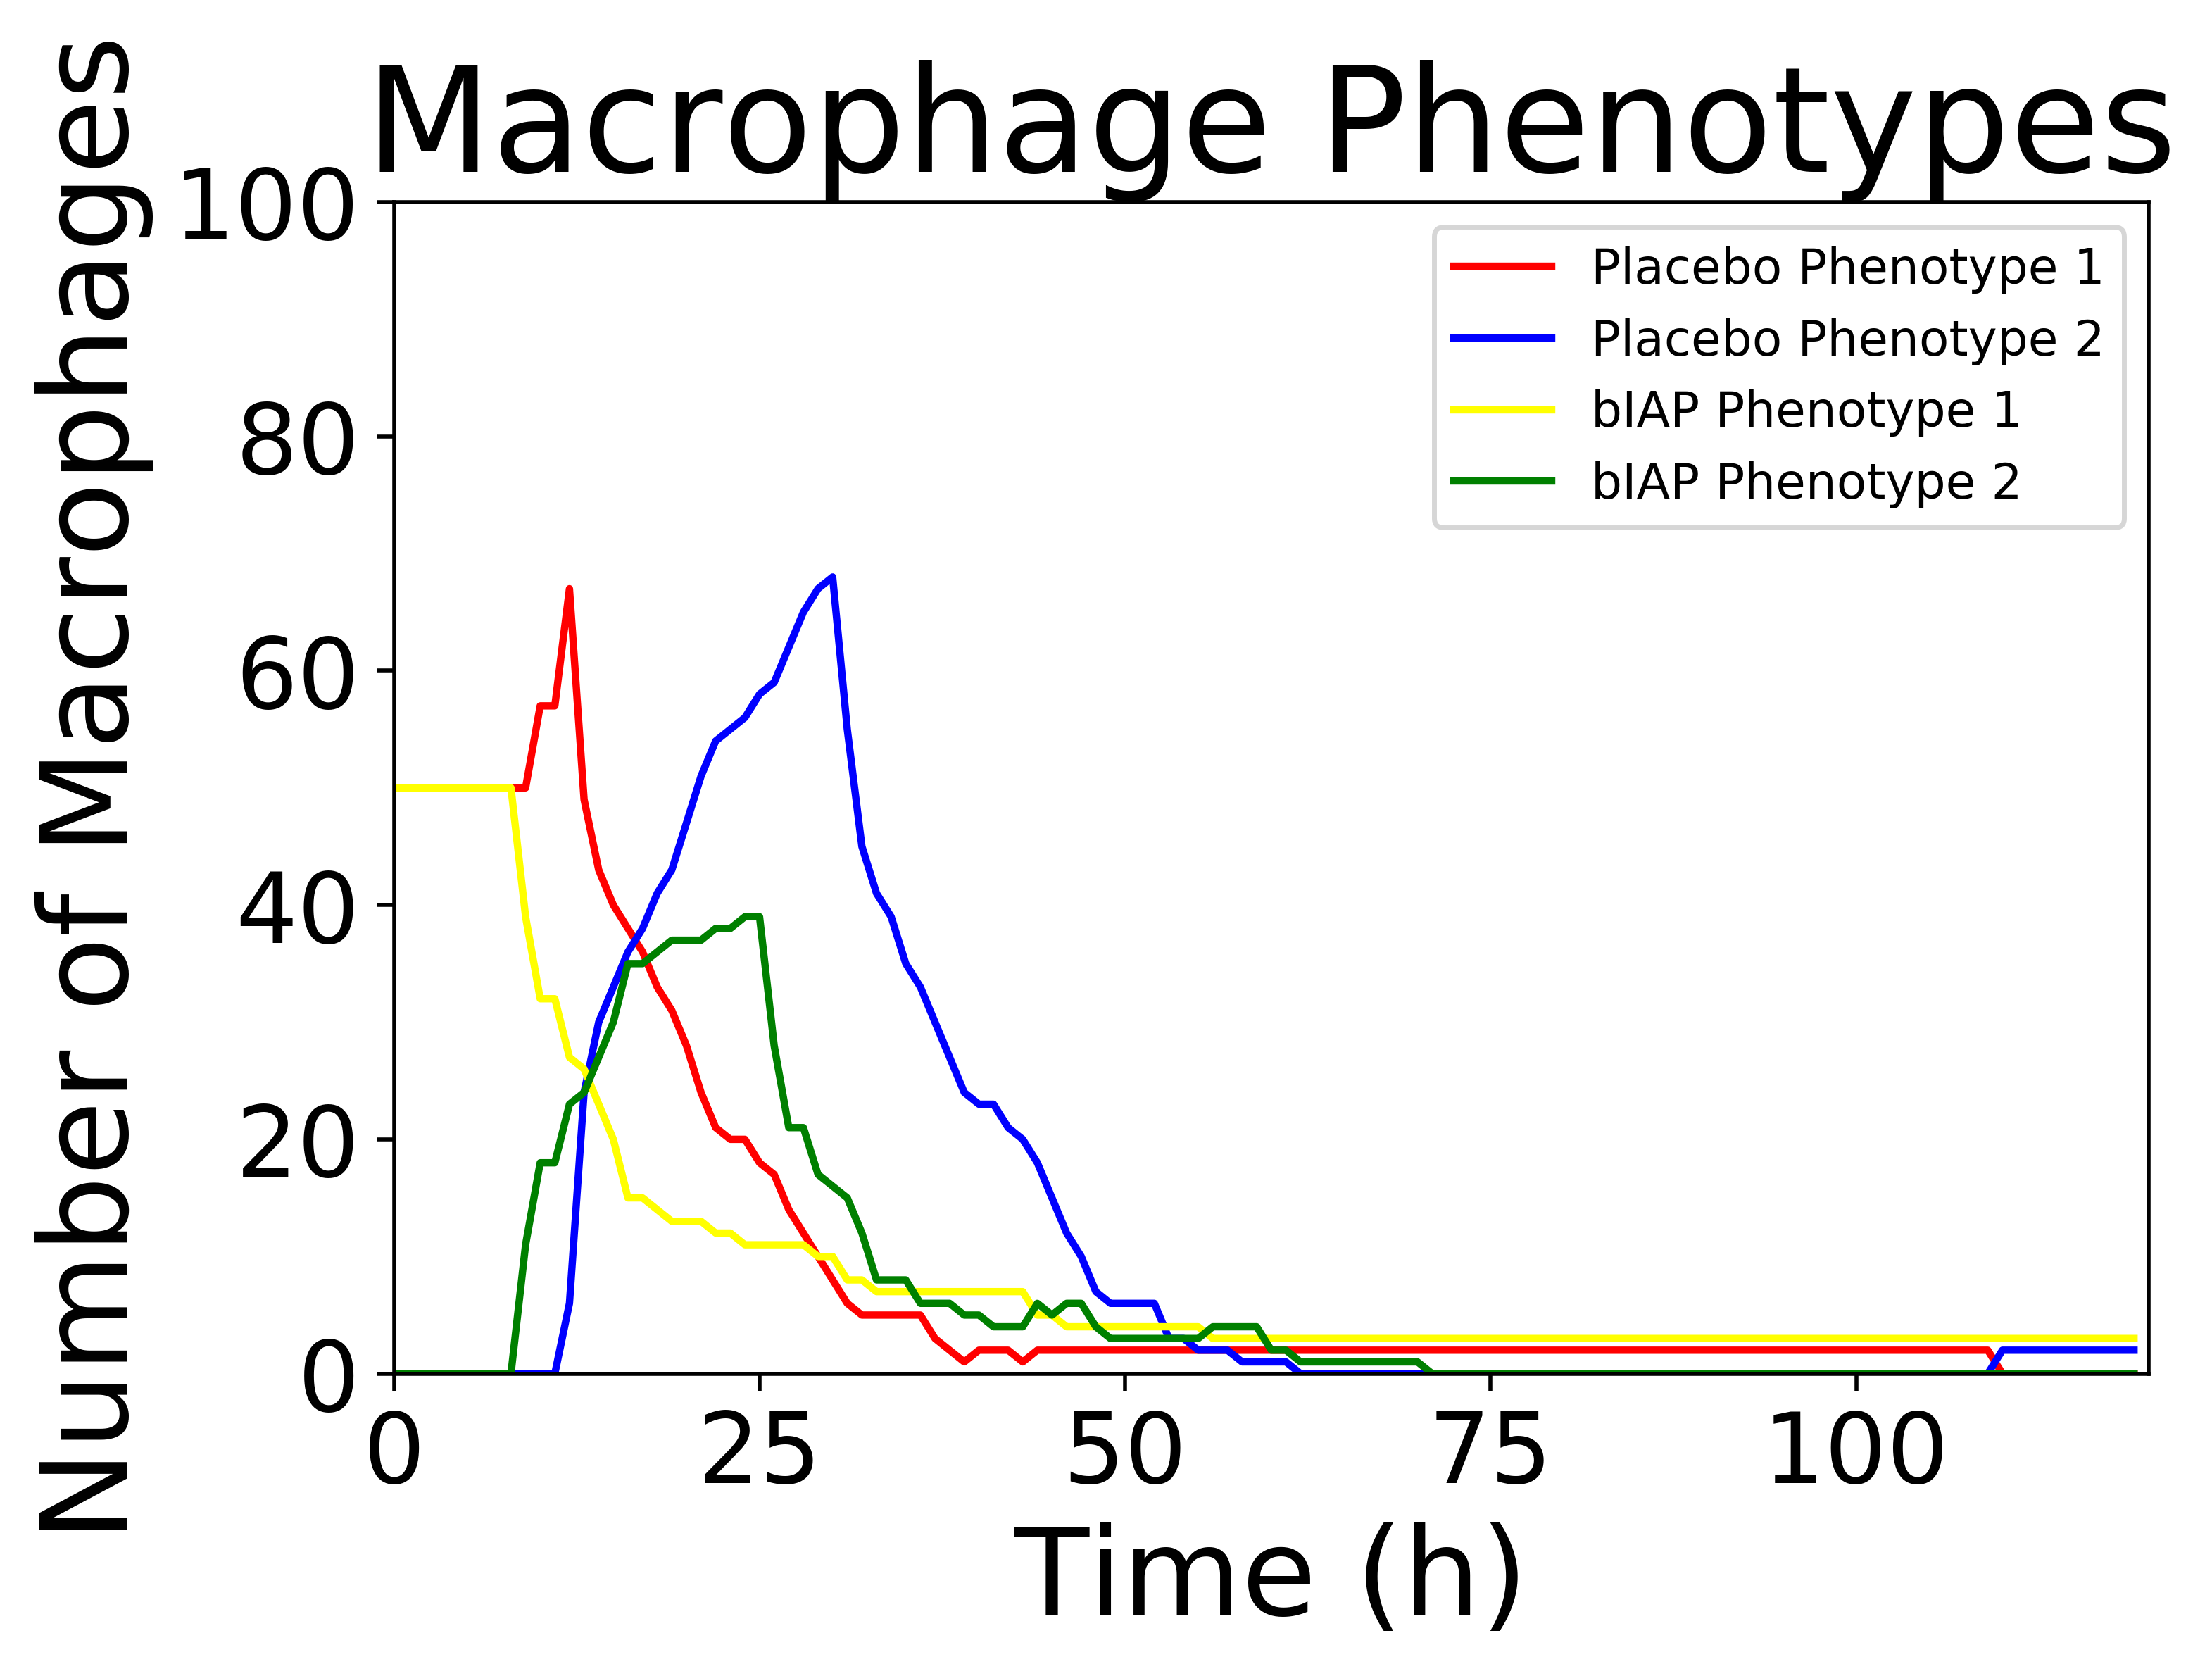 Macrophage Phenotypes
Number of Macrophages
100
80
60
40
20
0
Placebo Phenotype 1
Placebo Phenotype 2
bIAP Phenotype 1
bIAP Phenotype 2
0 25 50 75 100
Time (h)